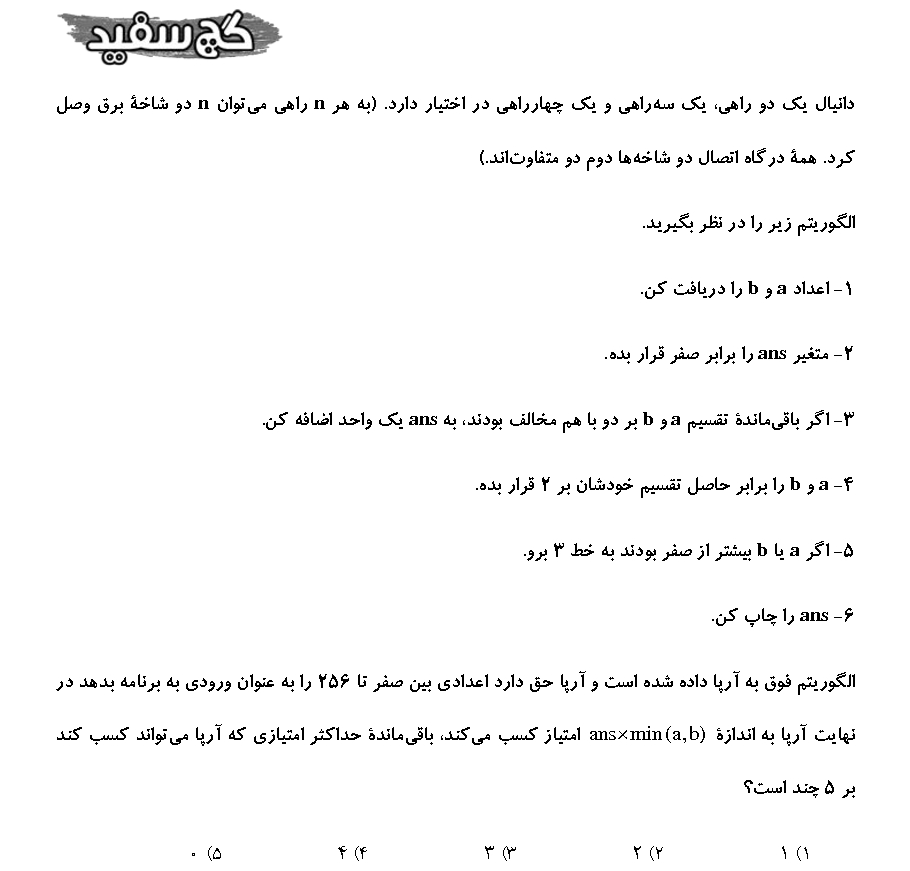 گچ سفید
دانیال یک دو راهی، یک سه‌راهی و یک چهارراهی در اختیار دارد. (به هر n راهی می‌توان n دو شاخهٔ برق وصل
کرد. همهٔ درگاه اتصال دو شاخه‌ها دوم دو متفاوت‌اند.)
الگوریتم زیر را در نظر بگیرید.
۱- اعداد a و b را دریافت کن.
۲- متغیر ans را برابر صفر قرار بده.
۳- اگر باقی‌ماندهٔ تقسیم a و b بر دو با هم مخالف بودند، به ans یک واحد اضافه کن.
۴- a و b را برابر حاصل تقسیم خودشان بر ۲ قرار بده.
۵- اگر a یا b بیشتر از صفر بودند به خط ۳ برو.
۶- ans را چاپ کن.
الگوریتم فوق به آرپا داده شده است و آرپا حق دارد اعدادی بین صفر تا ۲۵۶ را به عنوان ورودی به برنامه بدهد در
نهایت آرپا به اندازهٔ ans×min(a,b) امتیاز کسب می‌کند، باقی‌ماندهٔ حداکثر امتیازی که آرپا می‌تواند کسب کند
بر ۵ چند است؟
۱) ۱ ۲) ۲ ۳) ۳ ۴) ۴ ۵) ۰